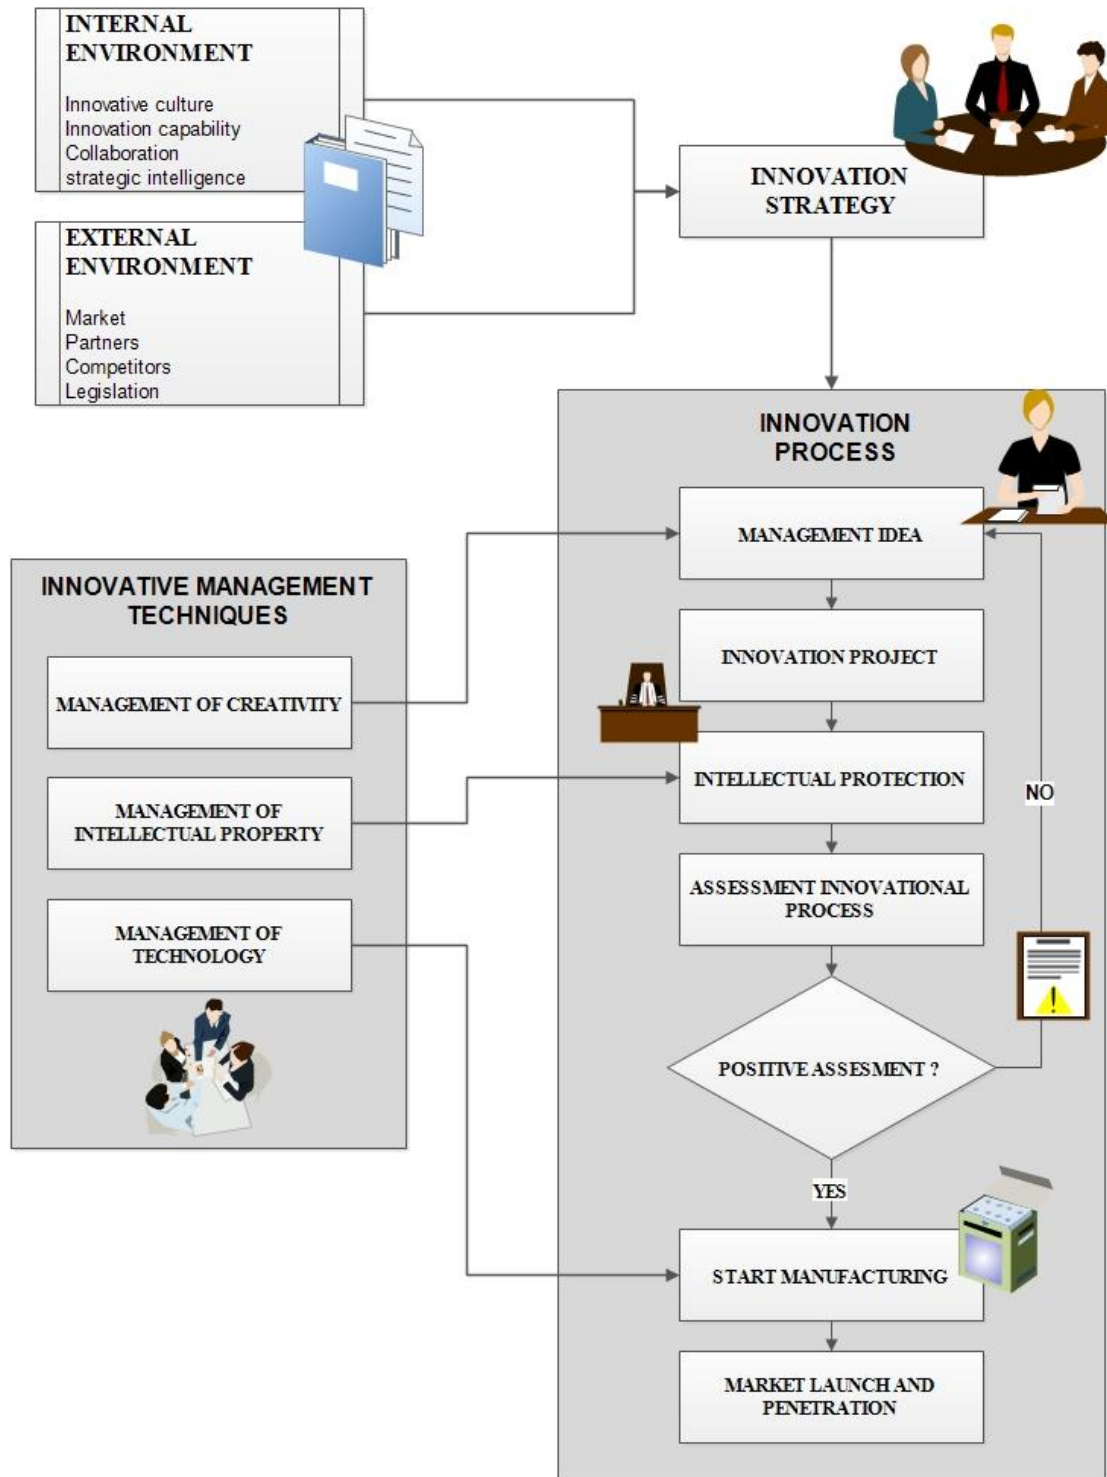 INTERNAL
ENVIRONMENT
Innovative culture
Innovation capability
Collaboration
strategic intelligence
EXTERNAL
ENVIRONMENT
Market
Partners
Competitors
Legislation
INNOVATION
STRATEGY
INNOVATION
PROCESS
MANAGEMENT IDEA
INNOVATION PROJECT
INTELLECTUAL PROTECTION
ASSESSMENT INNOVATIONAL
PROCESS
POSITIVE ASSESMENT ?
NO
YES
START MANUFACTURING
MARKET LAUNCH AND
PENETRATION
INNOVATIVE MANAGEMENT
TECHNIQUES
MANAGEMENT OF CREATIVITY
MANAGEMENT OF
INTELLECTUAL PROPERTY
MANAGEMENT OF
TECHNOLOGY